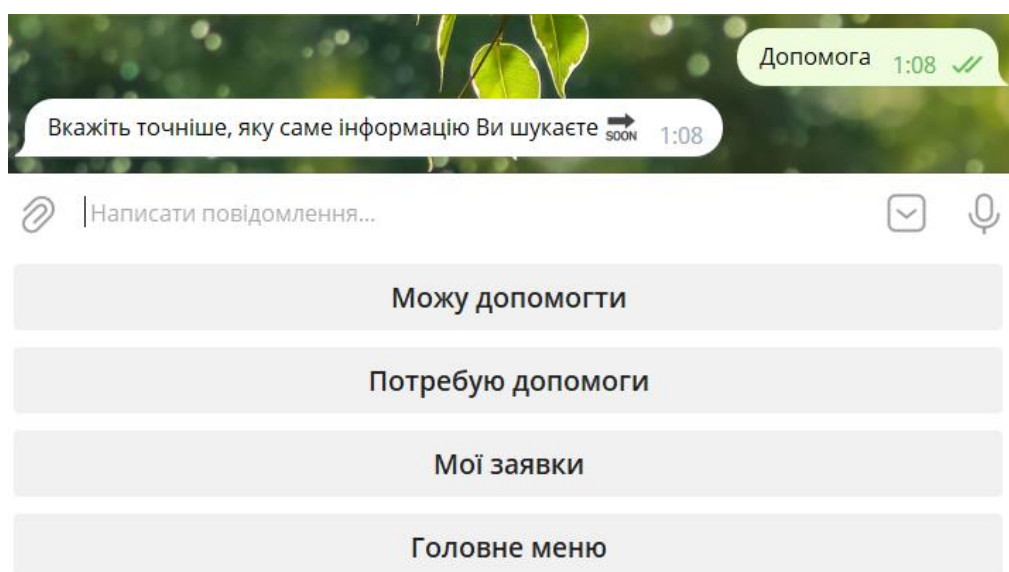 Допомога 1:08
Вкажіть точніше, яку саме інформацію Ви шукаєте SOON 1:08
Написати повідомлення...
Можу допомогти
Потребую допомоги
Мої заявки
Головне меню